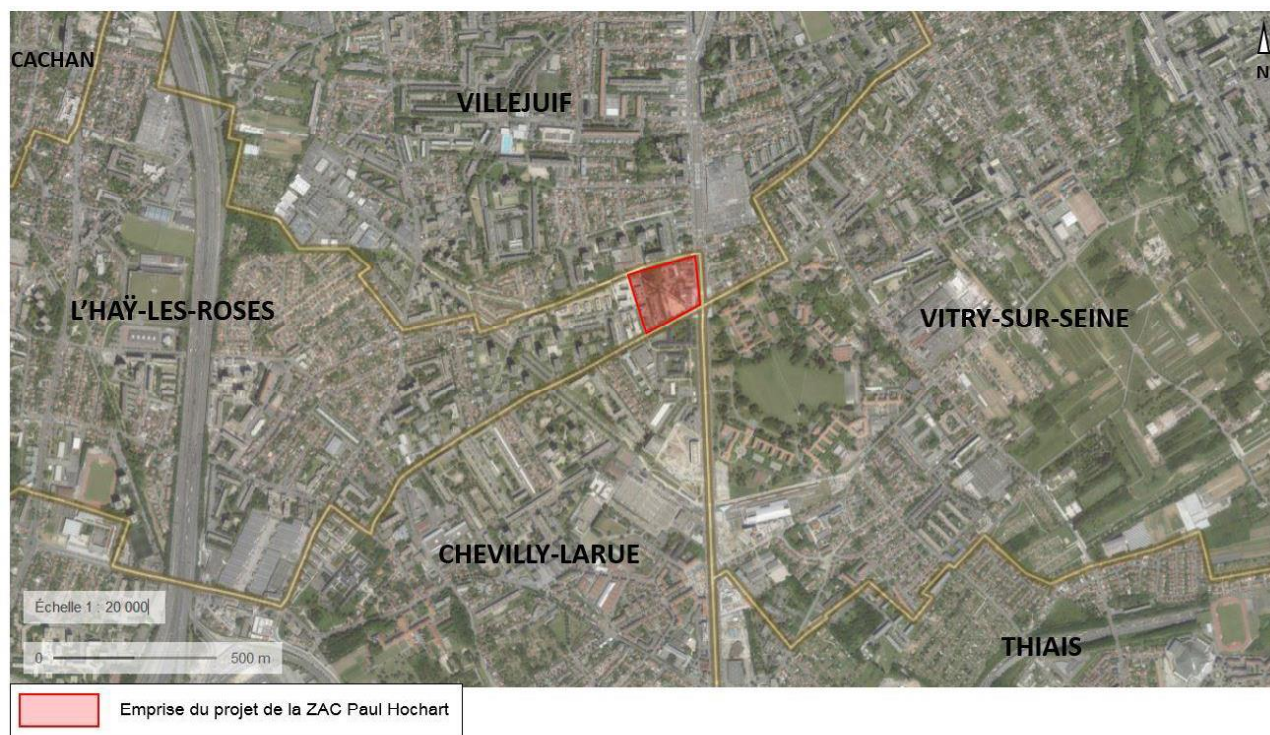 CACHAN
VILLEJUIF
N
L'HAŸ-LES-ROSES
VITRY-SUR-SEINE
CHEVILLY-LARUE
Échelle 1 : 20 000
THIAIS
0 500 m
Emprise du projet de la ZAC Paul Hochart